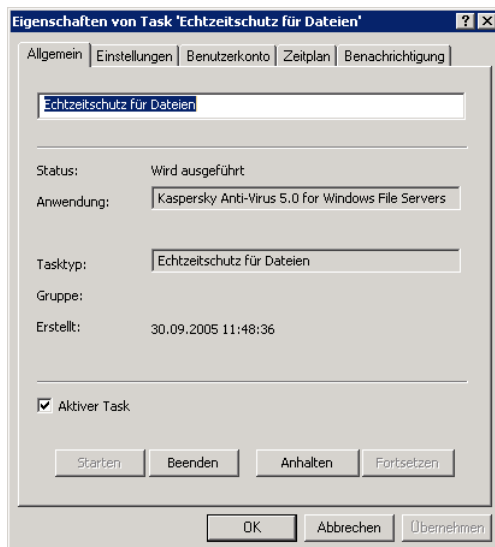 Eigenschaften von Task 'Echtzeitschutz für Dateien'
Allgemein Einstellungen Benutzerkonto Zeitplan Benachrichtigung
Echtzeitschutz für Dateien
Status: Wird ausgeführt
Anwendung: Kaspersky Anti-Virus 5.0 for Windows File Servers
Tasktyp: Echtzeitschutz für Dateien
Gruppe:
Erstellt: 30.09.2005 11:48:36
Aktiver Task
Starten Beenden Anhalten Fortsetzen
OK Abbrechen Übernehmen